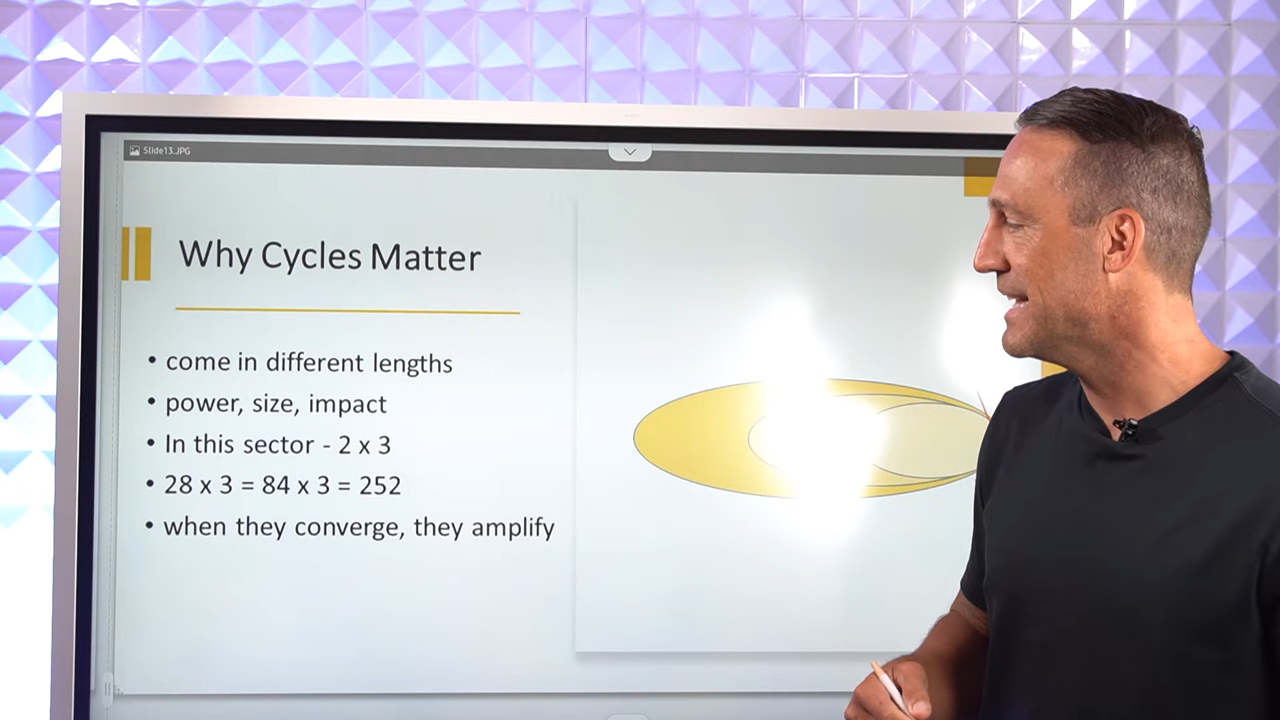 Slide13.JPG
Why Cycles Matter
• come in different lengths
• power, size, impact
• In this sector - 2 x 3
• 28 x 3 = 84 x 3 = 252
• when they converge, they amplify